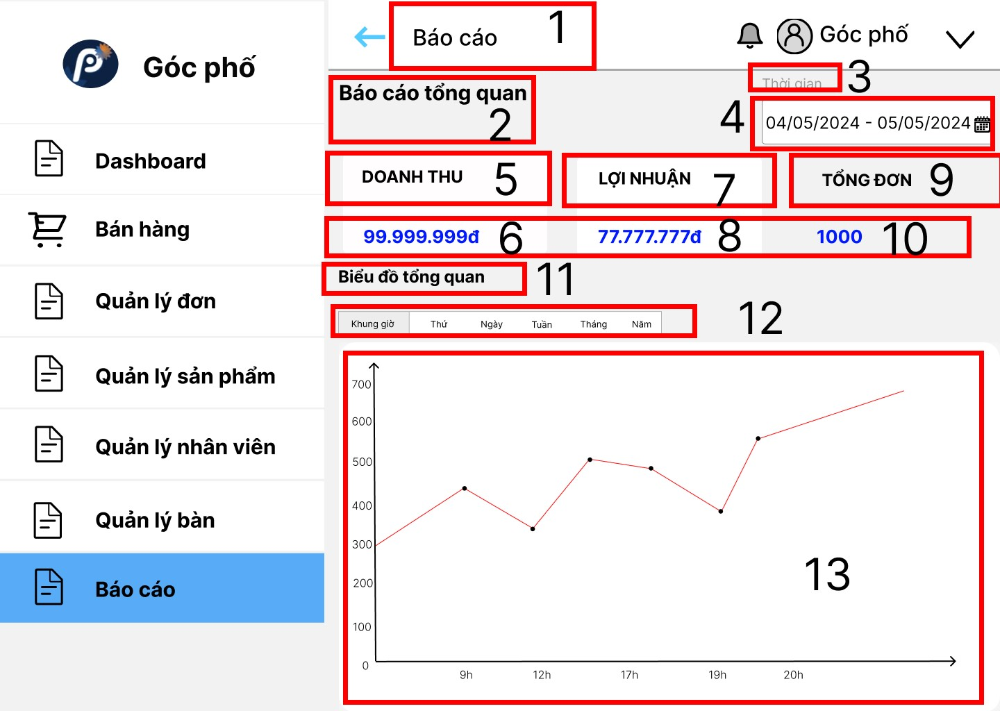 Góc phố
Dashboard
Bán hàng
Quản lý đơn
Quản lý sản phẩm
Quản lý nhân viên
Quản lý bàn
Báo cáo
Báo cáo 1
Góc phố
Báo cáo tổng quan
2
Thời gian 3
4 04/05/2024 - 05/05/2024
DOANH THU 5
LỢI NHUẬN 7
TỔNG ĐƠN 9
99.999.999đ 6
77.777.777đ 8
1000 10
Biểu đồ tổng quan 11
Khung giờ Thứ Ngày Tuần Tháng Năm 12
700
600
500
400
300
200
100
0
13
9h 12h 17h 19h 20h